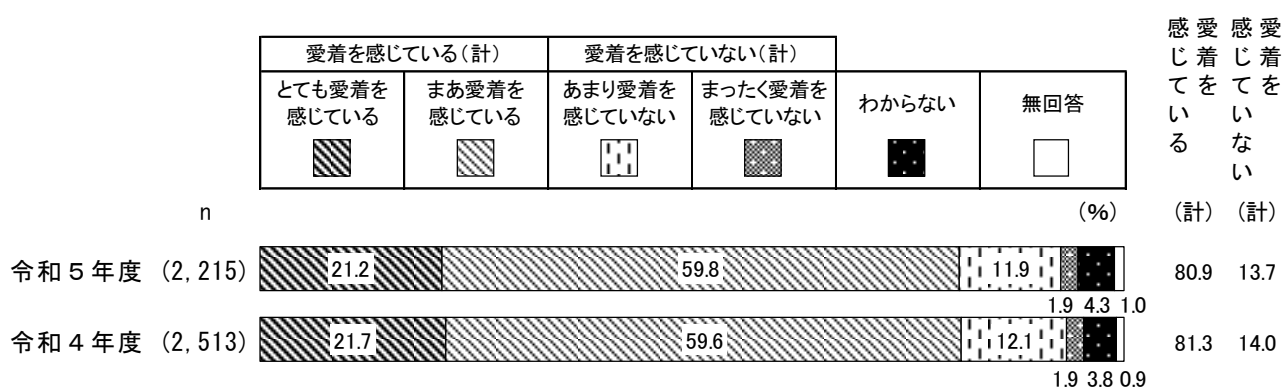 愛着を感じている（計）
愛着を感じていない（計）
とても愛着を
感じている
まあ愛着を
感じている
あまり愛着を
感じていない
まったく愛着を
感じていない
わからない
無回答
愛着を
感じている
（計）
愛着を
感じていない
（計）
n
（%）
令和５年度 (2,215) 21.2 59.8 11.9 80.9 13.7
1.9 4.3 1.0
令和４年度 (2,513) 21.7 59.6 12.1 81.3 14.0
1.9 3.8 0.9